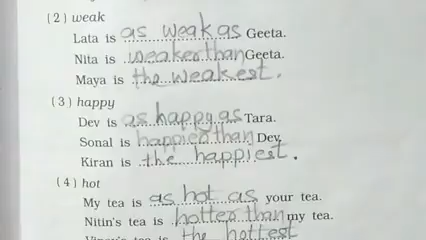 (2) weak
Lata is as weak as Geeta.
Nita is weaker than Geeta.
Maya is the weakest.
(3) happy
Dev is as happy as Tara.
Sonal is happier than Dev.
Kiran is the happiest.
(4) hot
My tea is as hot as your tea.
Nitin's tea is hotter than my tea.
tea is the hottest